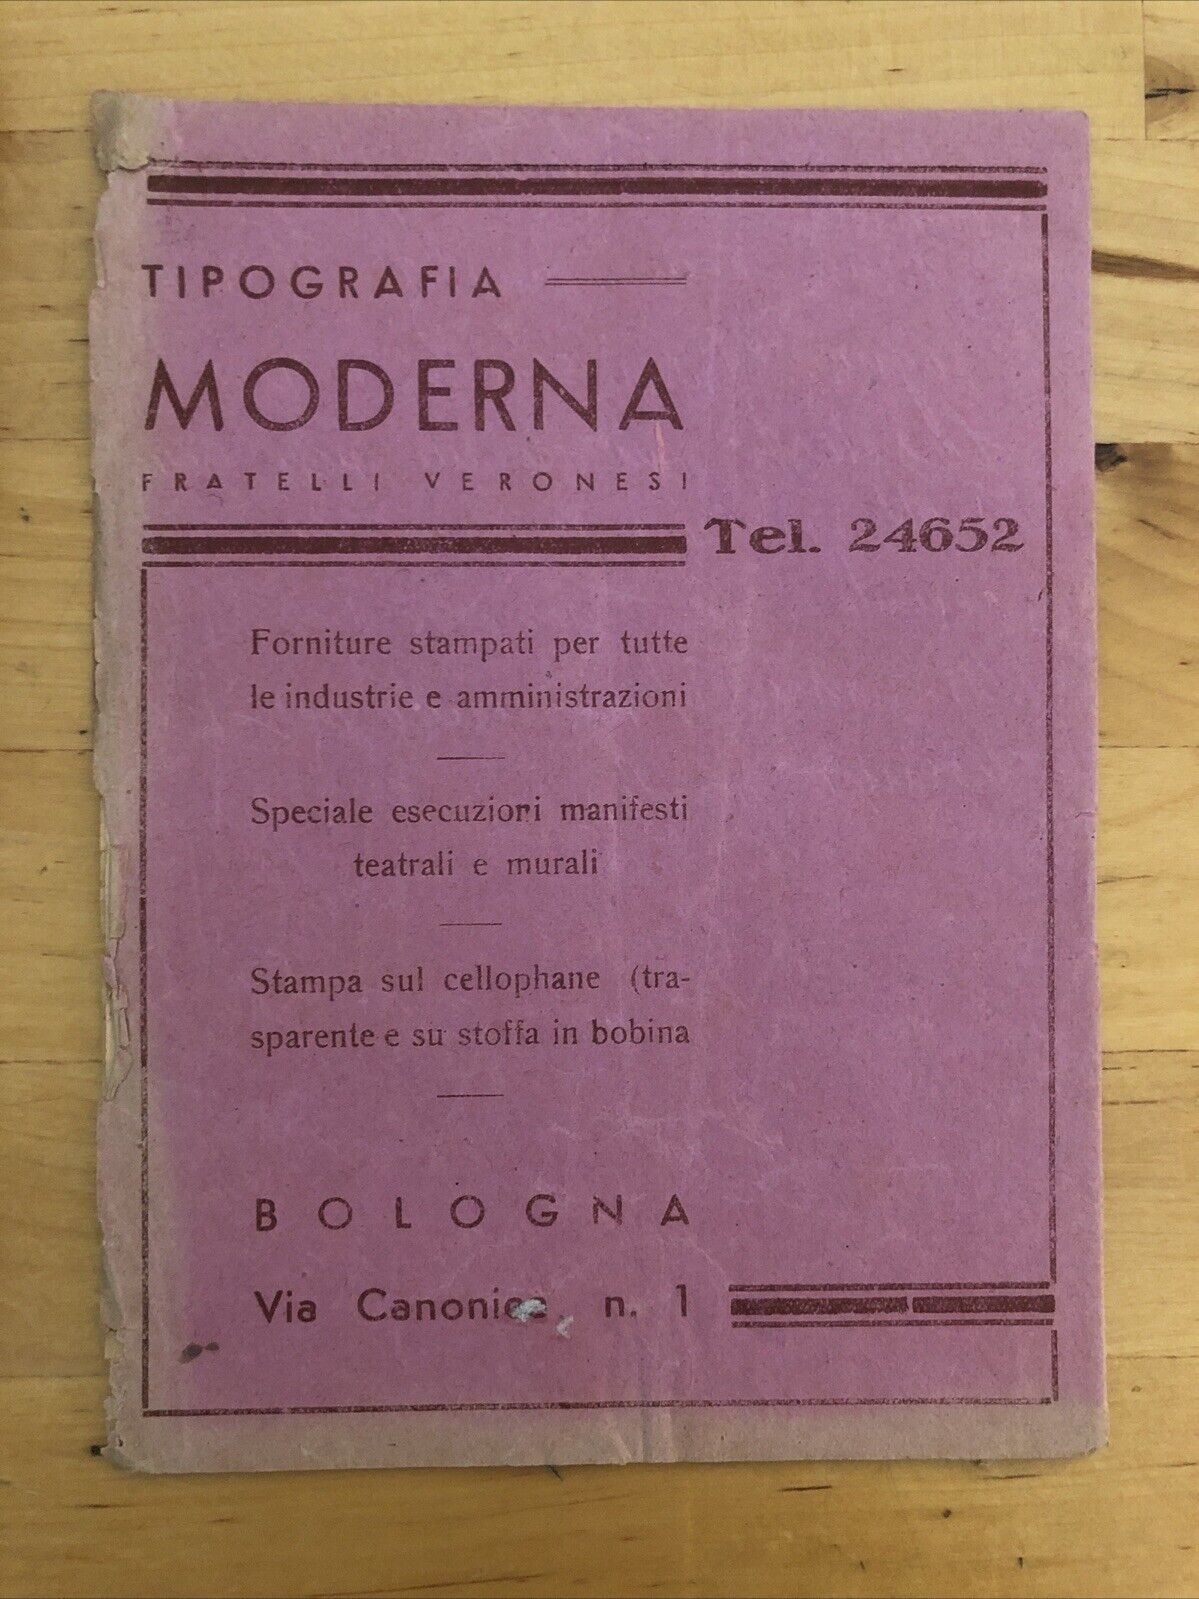 TIPOGRAFIA
MODERNA
FRATELLI VERONESI
Tel. 24652
Forniture stampati per tutte
le industrie e amministrazioni
Speciale esecuzioni manifesti
teatrali e murali
Stampa sul cellophane (tra-
sparente e su stoffa in bobina
BOLOGNA
Via Canonica, n. 1